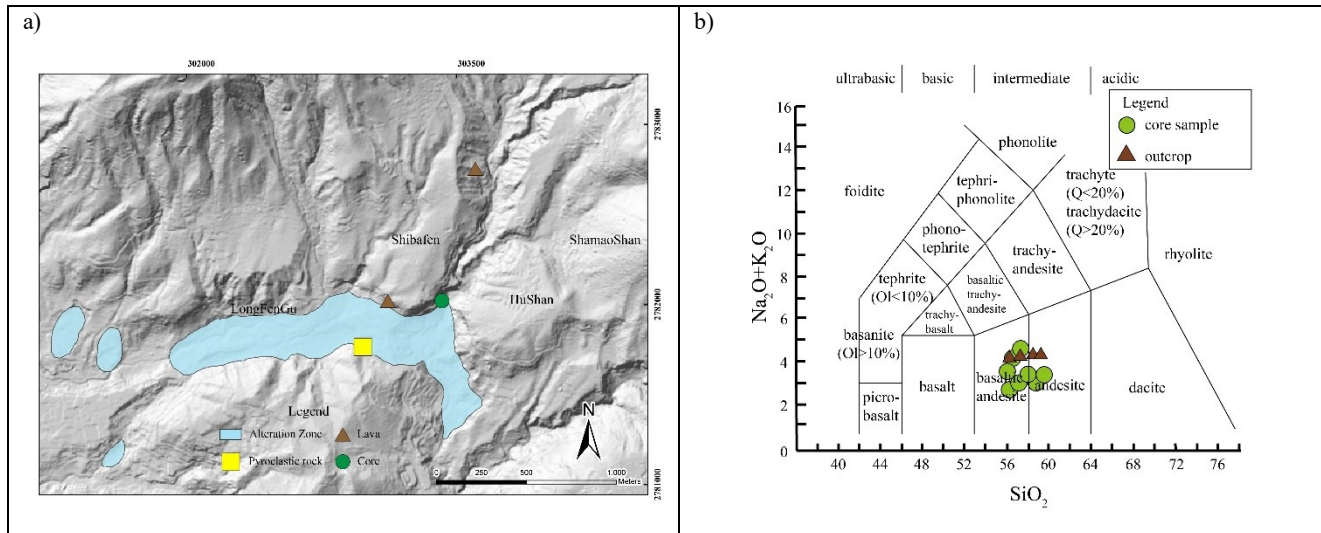 a)
302000
303500
2783000
Shibafen
ShamaoShan
HuShan
LongFenGu
2782000
Legend
Alteration Zone
Lava
Pyroclastic rock
Core
N
0
250
500
1,000
Meters
2781000
b)
ultrabasic
basic
intermediate
acidic
Legend
core sample
outcrop
Na2O+K2O
16
14
12
10
8
6
4
2
0
foidite
phonolite
tephri-
phonolite
trachyte
(Q<20%)
trachydacite
(Q>20%)
phono-
tephrite
trachy-
andesite
rhyolite
tephrite
(Ol<10%)
basaltic
trachy-
andesite
trachy-
basalt
basanite
(Ol>10%)
picro-
basalt
basalt
basaltic
andesite
andesite
dacite
40 44 48 52 56 60 64 68 72 76
SiO2